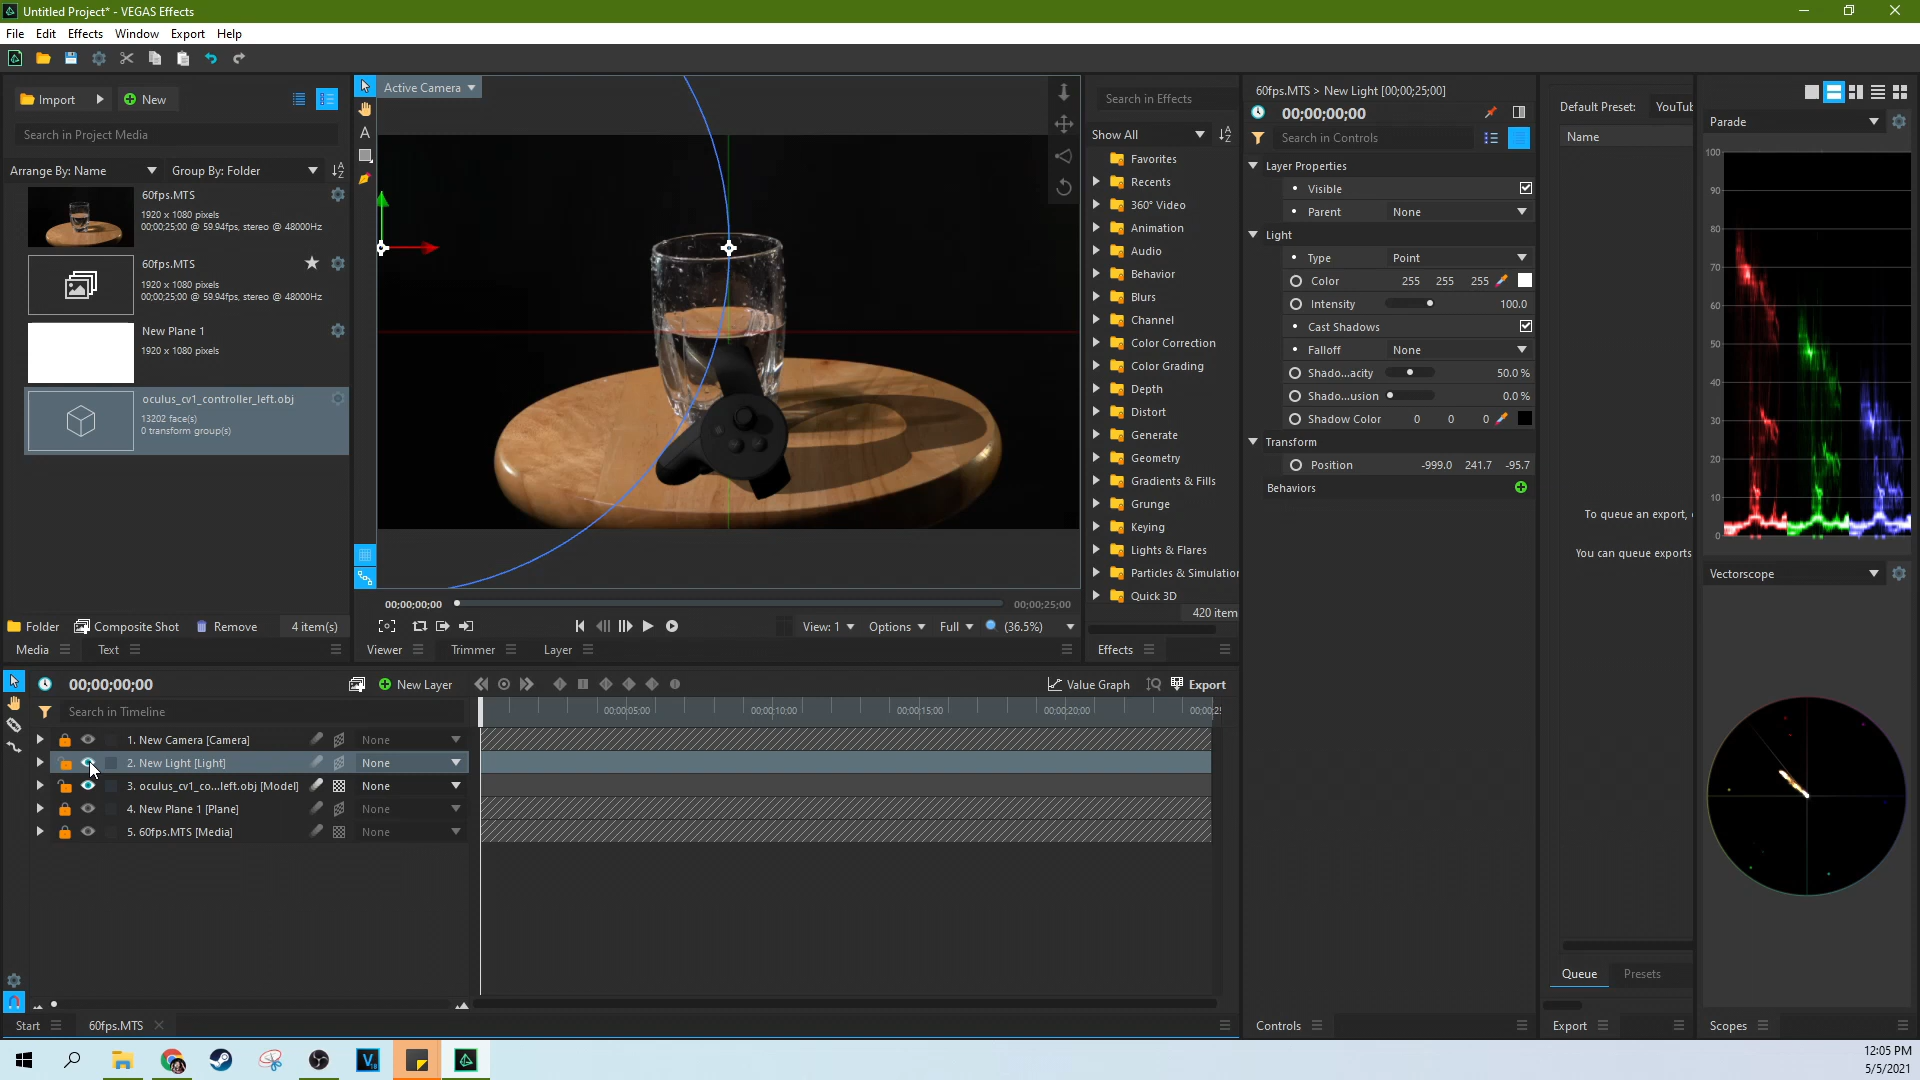 Untitled Project* - VEGAS Effects
File Edit Effects Window Export Help
Import New
Search in Project Media
Arrange By: Name Group By: Folder
60fps.MTS
1920 x 1080 pixels
00;00;25;00 @ 59.94fps, stereo @ 48000Hz
60fps.MTS
1920 x 1080 pixels
00;00;25;00 @ 59.94fps, stereo @ 48000Hz
New Plane 1
1920 x 1080 pixels
oculus_cv1_controller_left.obj
13202 face(s)
0 transform group(s)
Folder Composite Shot Remove 4 item(s)
Media Text
Active Camera
A
00;00;00;00 00;00;25;00
View: 1 Options Full (36.5%)
Viewer Trimmer Layer
Search in Effects
Show All
Favorites
Recents
360° Video
Animation
Audio
Behavior
Blurs
Channel
Color Correction
Color Grading
Depth
Distort
Generate
Geometry
Gradients & Fills
Grunge
Keying
Lights & Flares
Particles & Simulation
Quick 3D
420 item
Effects
60fps.MTS > New Light [00;00;25;00]
00;00;00;00
Search in Controls
Layer Properties
Visible
Parent None
Light
Type Point
Color 255 255 255
Intensity 100.0
Cast Shadows
Falloff None
Shado...acity 50.0 %
Shado...usion 0.0 %
Shadow Color 0 0 0
Transform
Position -999.0 241.7 -95.7
Behaviors
Controls
Default Preset: YouTub
Name
To queue an export,
You can queue exports
Queue Presets
Export
Parade
100
90
80
70
60
50
40
30
20
10
0
Vectorscope
Scopes
00;00;00;00 New Layer Value Graph Export
Search in Timeline
00;00;05;00 00;00;10;00 00;00;15;00 00;00;20;00 00;00;2
1. New Camera [Camera] None
2. New Light [Light] None
3. oculus_cv1_co...left.obj [Model] None
4. New Plane 1 [Plane] None
5. 60fps.MTS [Media] None
Start 60fps.MTS
12:05 PM
5/5/2021